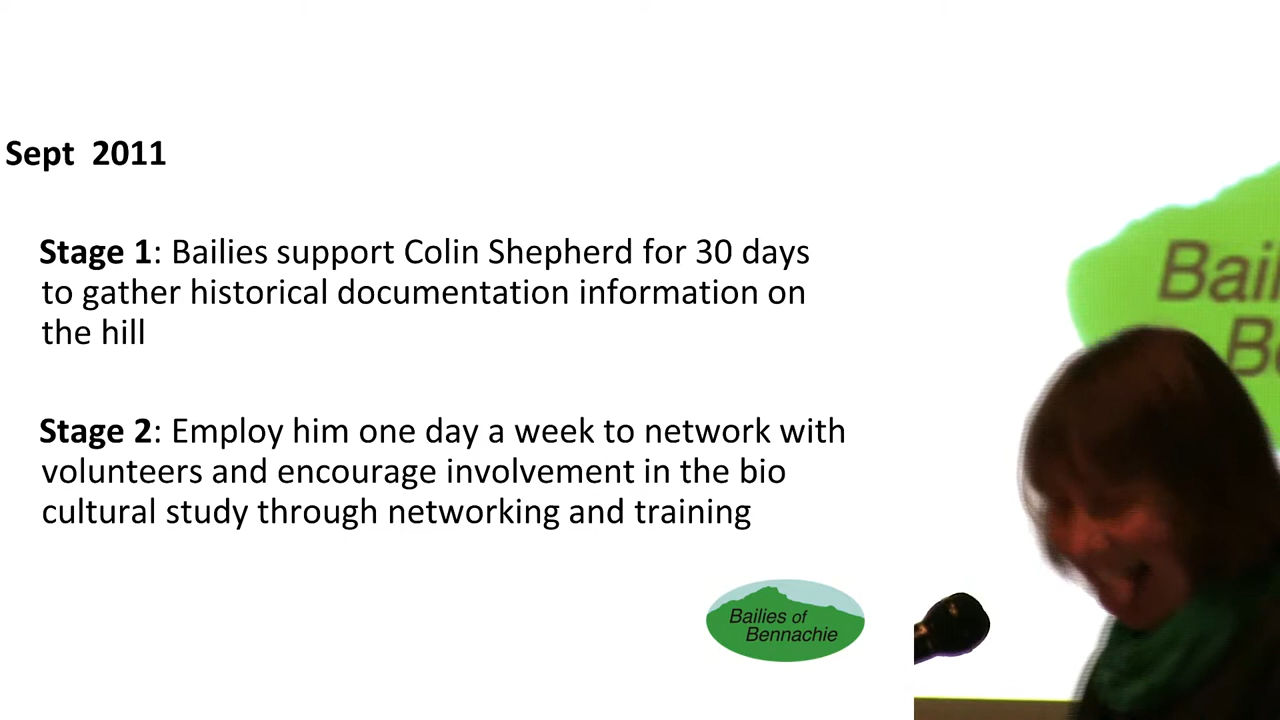 Sept 2011
Stage 1: Bailies support Colin Shepherd for 30 days
to gather historical documentation information on
the hill
Stage 2: Employ him one day a week to network with
volunteers and encourage involvement in the bio
cultural study through networking and training
Bailies of
Bennachie
Bail
Be